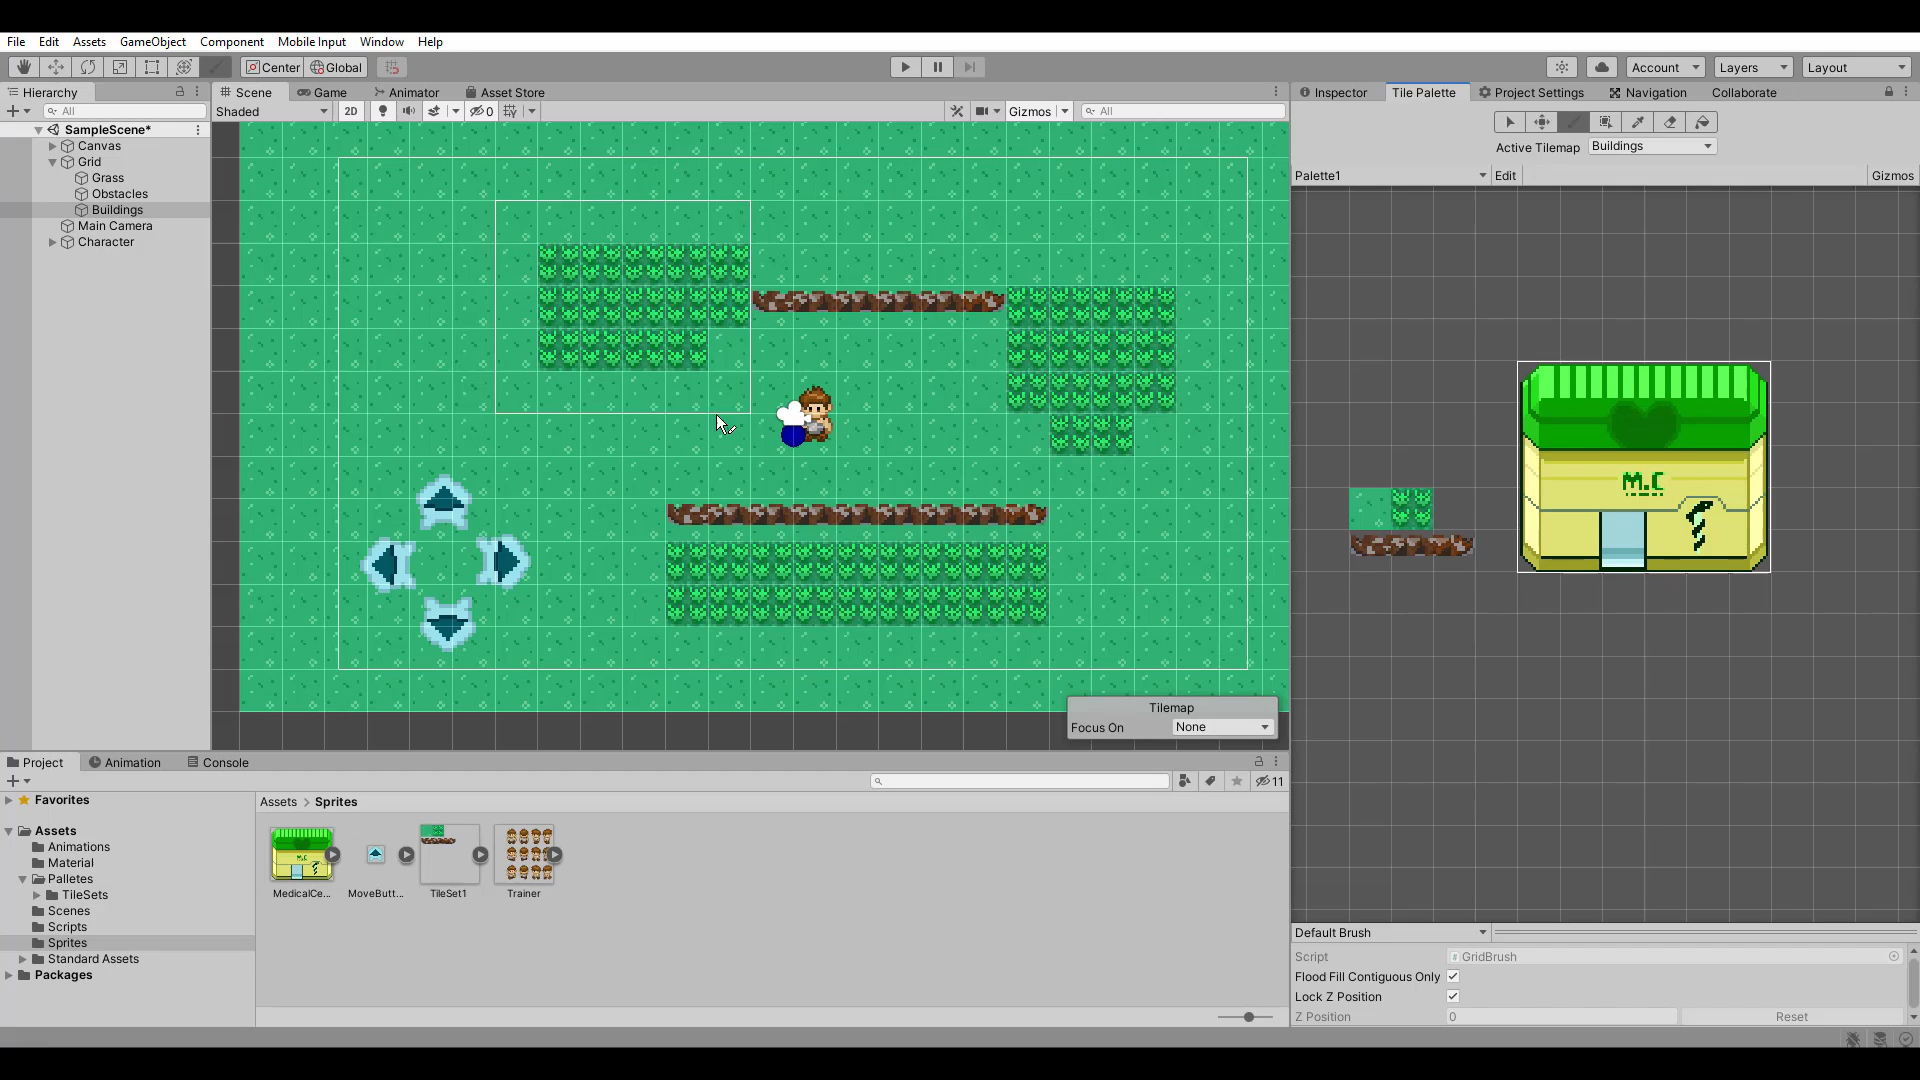 File Edit Assets GameObject Component Mobile Input Window Help
Center Global Account Layers Layout
Hierarchy
All
SampleScene*
Canvas
Grid
Grass
Obstacles
Buildings
Main Camera
Character
Scene Game Animator Asset Store
Shaded 2D 0 Gizmos All
Tilemap
Focus On None
Inspector Tile Palette Project Settings Navigation Collaborate
Active Tilemap Buildings
Palette1 Edit Gizmos
M.C
Default Brush
Script GridBrush
Flood Fill Contiguous Only
Lock Z Position
Z Position 0 Reset
Project Animation Console
11
Favorites
Assets
Animations
Material
Palletes
TileSets
Scenes
Scripts
Sprites
Standard Assets
Packages
Assets > Sprites
MedicalCe... MoveButt... TileSet1 Trainer